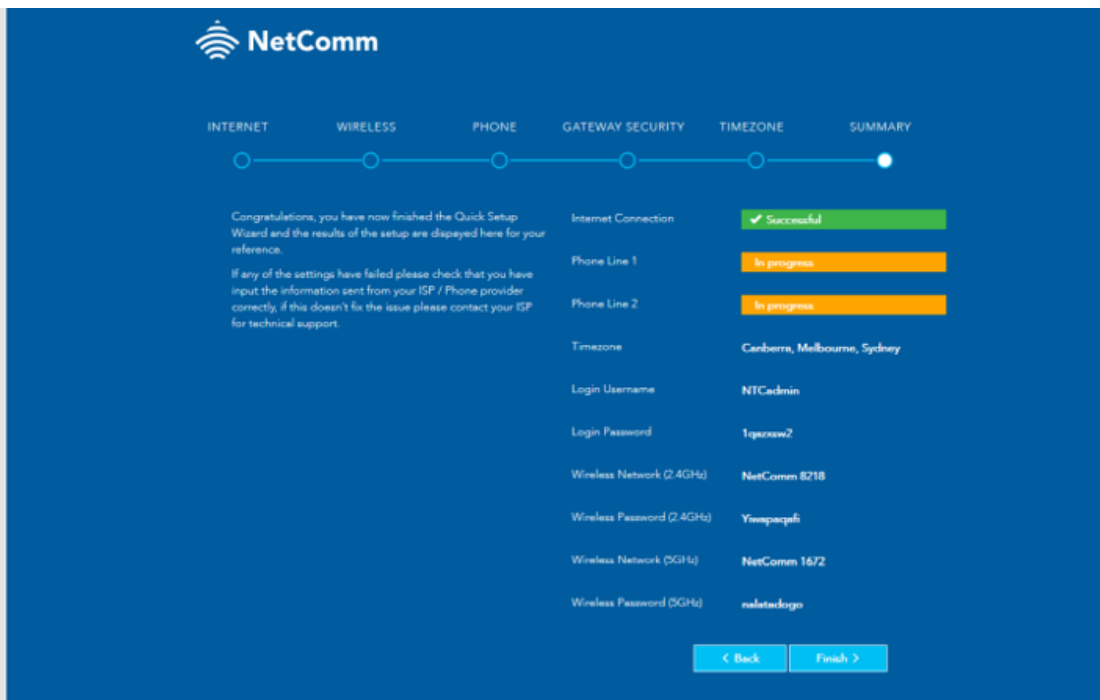 NetComm
INTERNET WIRELESS PHONE GATEWAY SECURITY TIMEZONE SUMMARY
Congratulations, you have now finished the Quick Setup
Wizard and the results of the setup are dispayed here for your
reference.
If any of the settings have failed please check that you have
input the information sent from your ISP / Phone provider
correctly, if this doesn't fix the issue please contact your ISP
for technical support.
Internet Connection ✔ Successful
Phone Line 1 In progress
Phone Line 2 In progress
Timezone Canberra, Melbourne, Sydney
Login Username NTCadmin
Login Password 1qazxsw2
Wireless Network (2.4GHz) NetComm 8218
Wireless Password (2.4GHz) Yiwapaqafi
Wireless Network (5GHz) NetComm 1672
Wireless Password (5GHz) nalatadogo
< Back Finish >